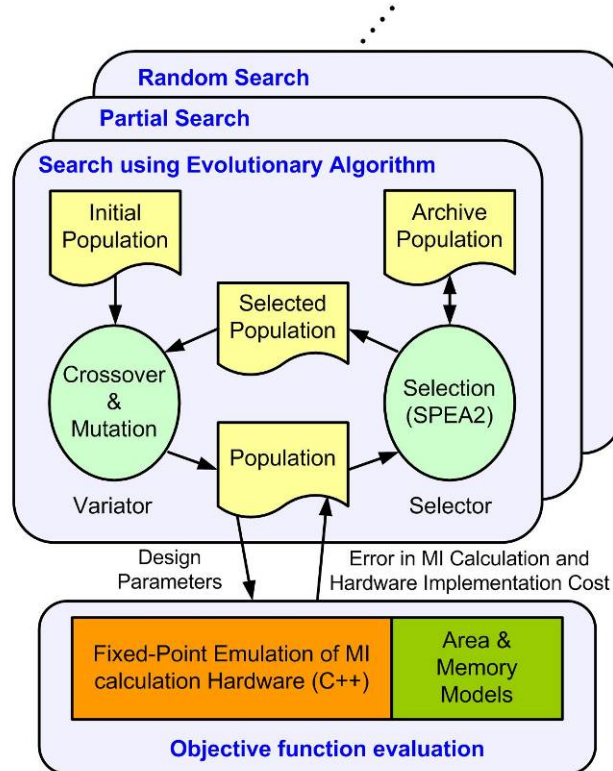 Random Search
Partial Search
Search using Evolutionary Algorithm
Initial
Population
Archive
Population
Selected
Population
Crossover
&
Mutation
Selection
(SPEA2)
Population
Variator
Selector
Design
Parameters
Error in MI Calculation and
Hardware Implementation Cost
Fixed-Point Emulation of MI
calculation Hardware (C++)
Area &
Memory
Models
Objective function evaluation